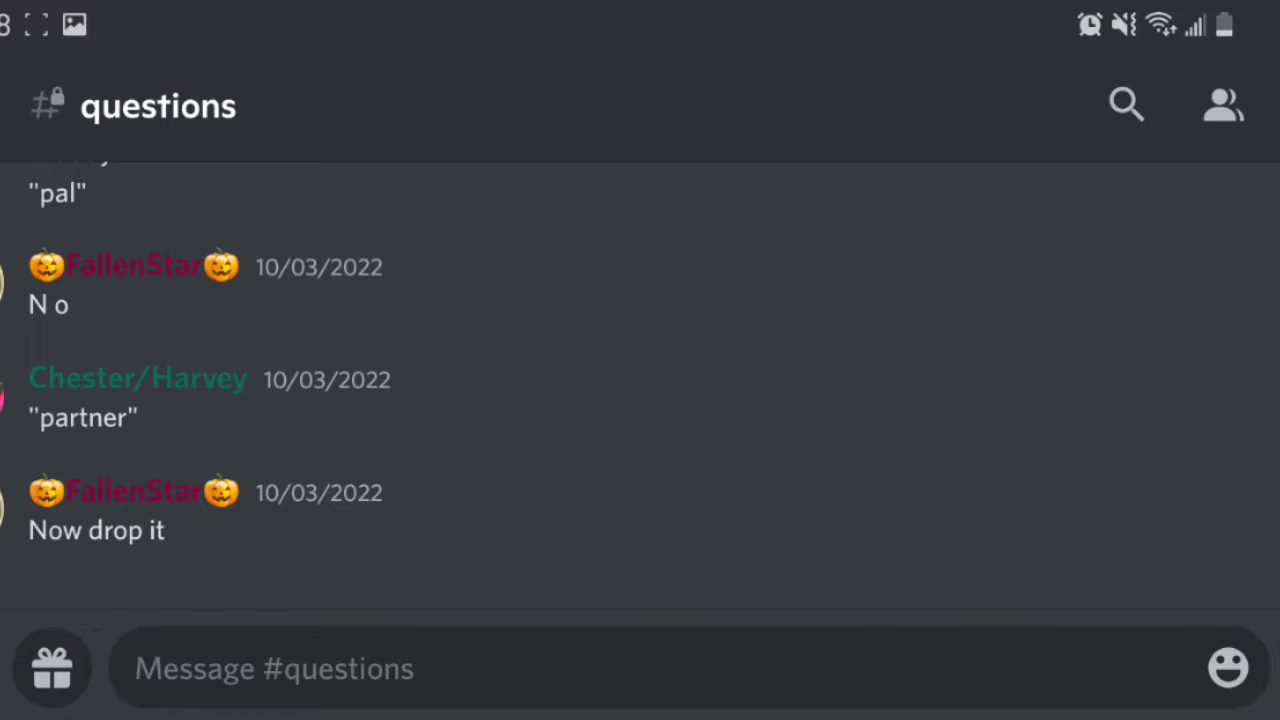 8
questions
"pal"
🎃FallenStar🎃 10/03/2022
N o
Chester/Harvey 10/03/2022
"partner"
🎃FallenStar🎃 10/03/2022
Now drop it
Message #questions